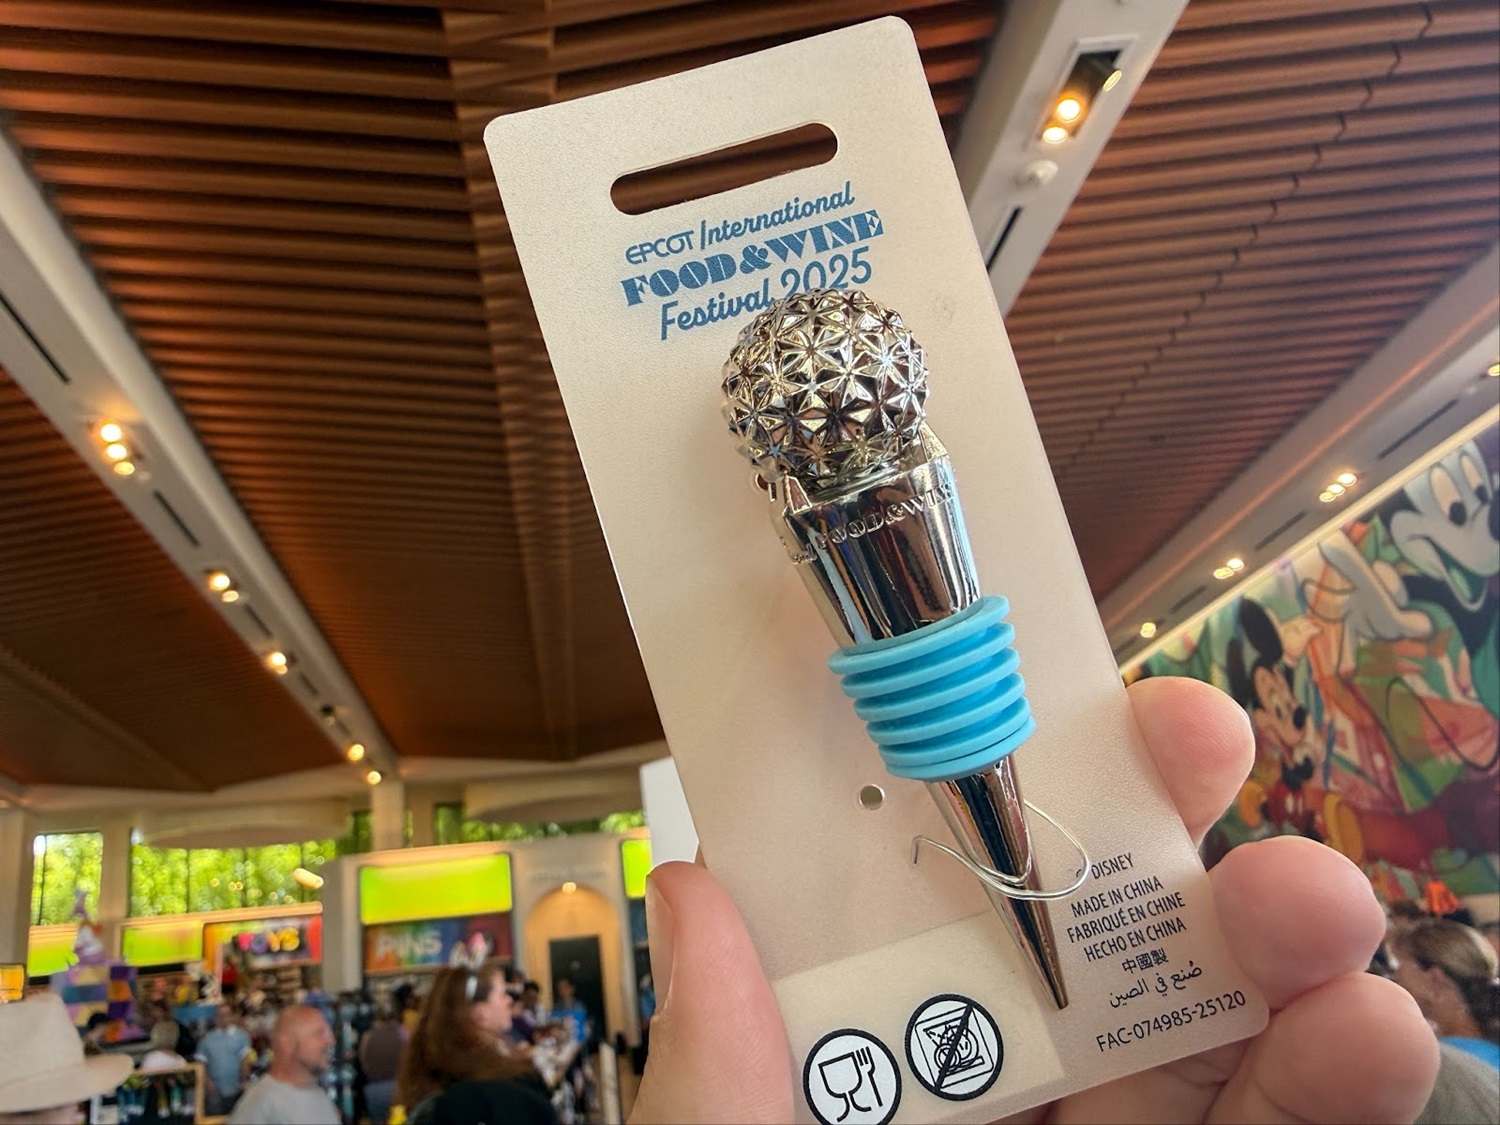 EPCOT International
FOOD&WINE
Festival 2025
FOOD&WINE
© DISNEY
MADE IN CHINA
FABRIQUÉ EN CHINE
HECHO EN CHINA
中國製
صُنع في الصين
FAC-074985-25120
TOYS
PINS